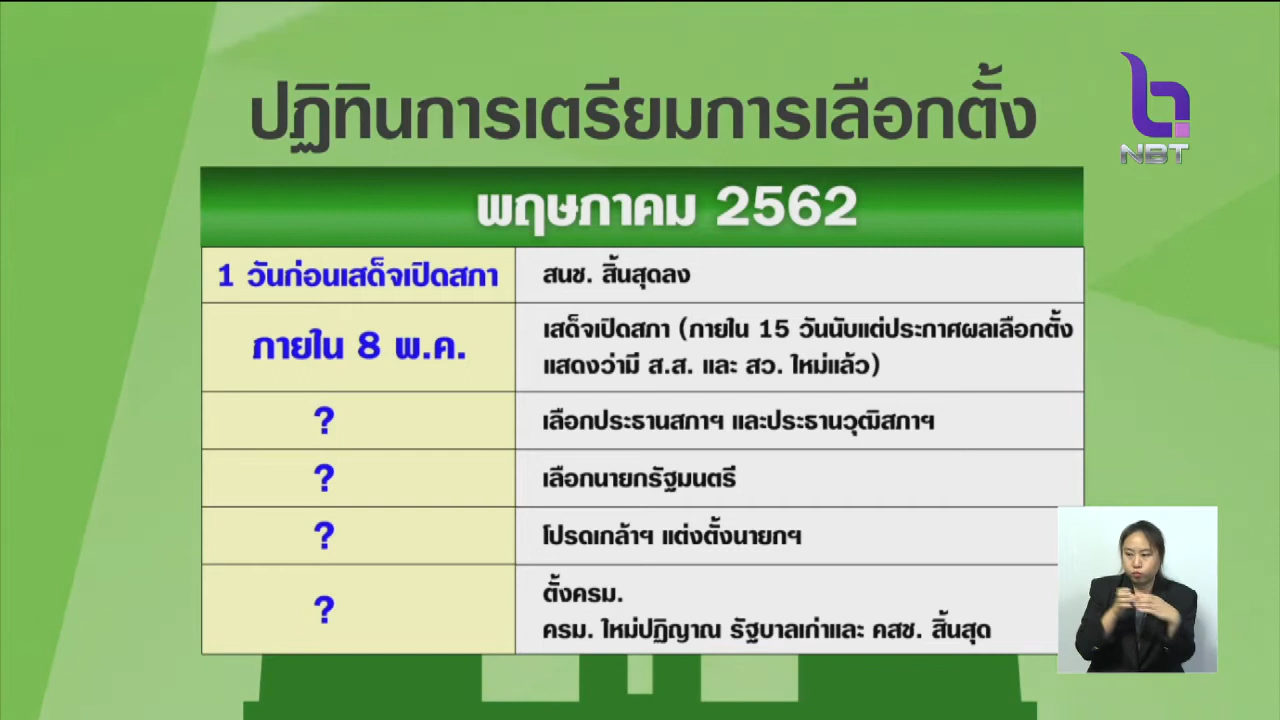 ปฏิทินการเตรียมการเลือกตั้ง
NBT
พฤษภาคม 2562
1 วันก่อนเสด็จเปิดสภา
สนช. สิ้นสุดลง
ภายใน 8 พ.ค.
เสด็จเปิดสภา (ภายใน 15 วันนับแต่ประกาศผลเลือกตั้ง
แสดงว่ามี ส.ส. และ สว. ใหม่แล้ว)
?
เลือกประธานสภาฯ และประธานวุฒิสภาฯ
?
เลือกนายกรัฐมนตรี
?
โปรดเกล้าฯ แต่งตั้งนายกฯ
?
ตั้งครม.
ครม. ใหม่ปฏิญาณ รัฐบาลเก่าและ คสช. สิ้นสุด